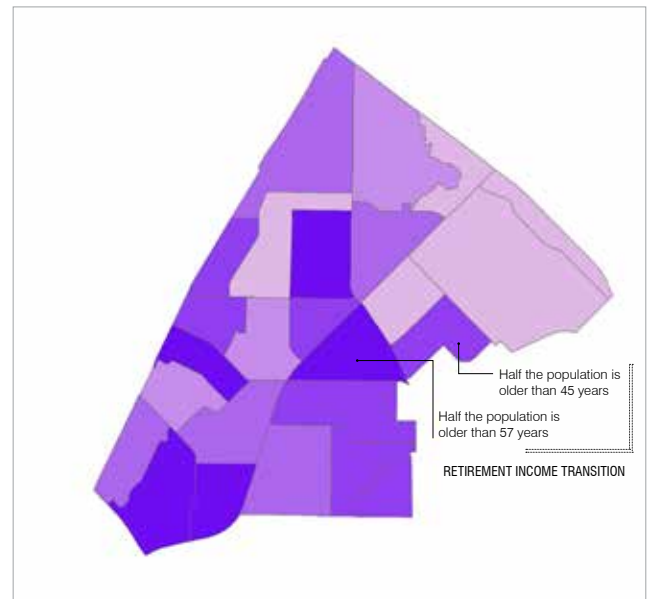 Half the population is
older than 45 years
Half the population is
older than 57 years
RETIREMENT INCOME TRANSITION